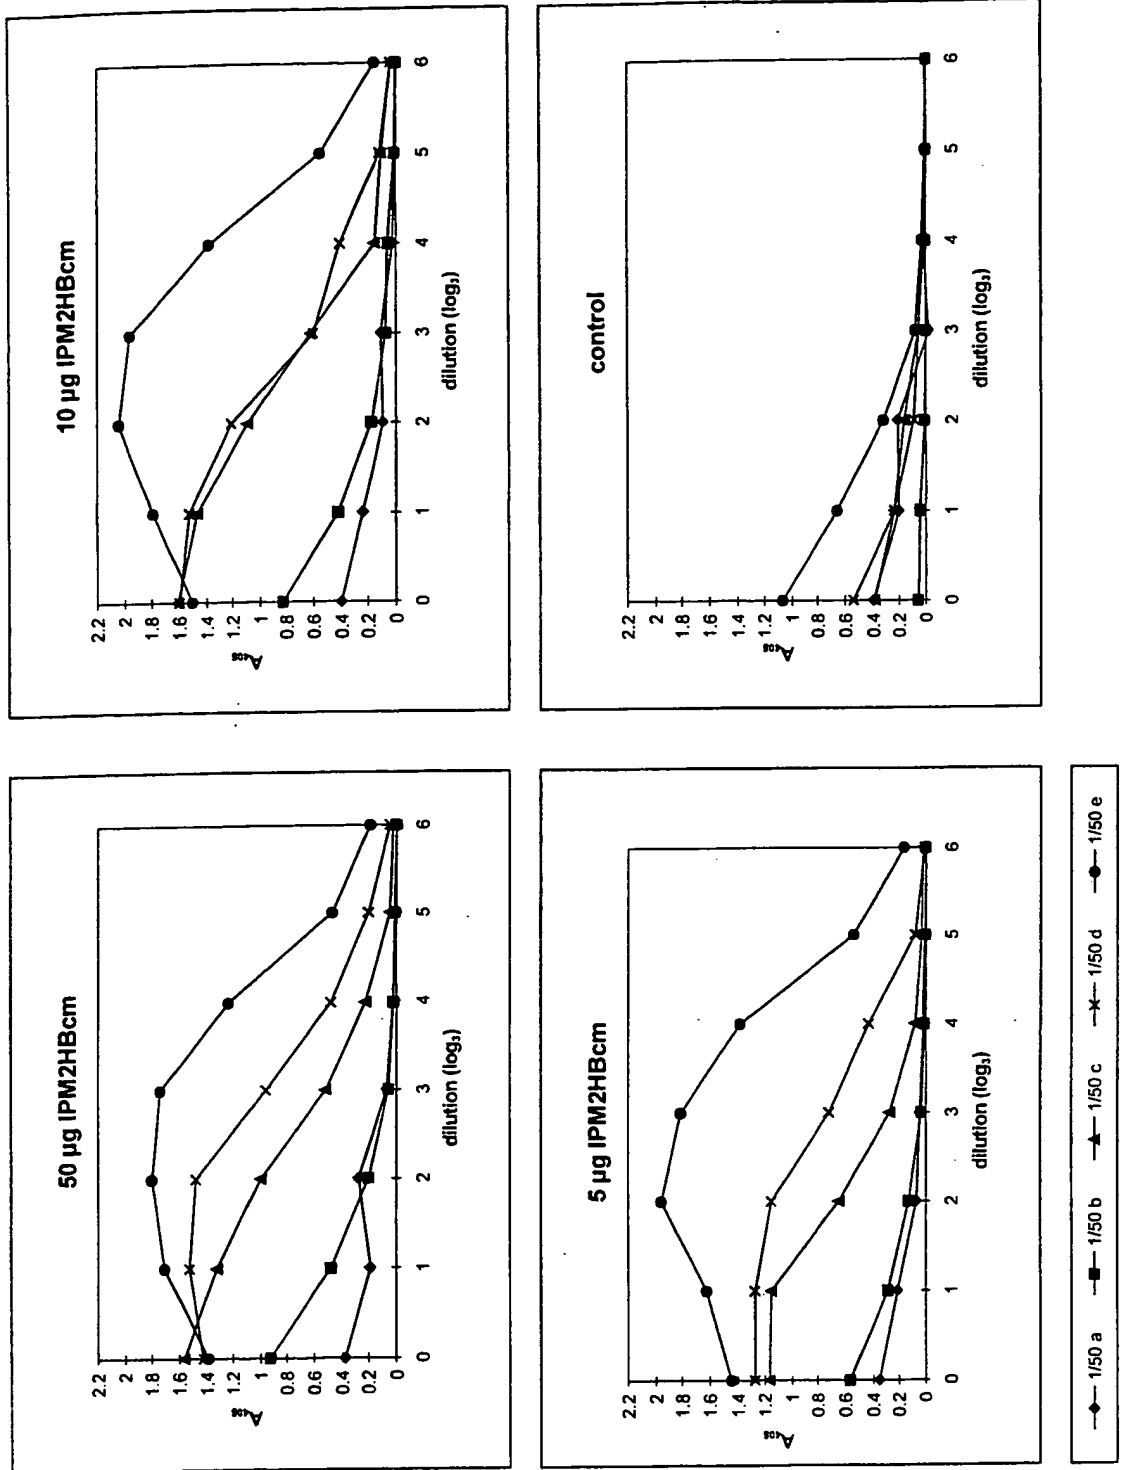 50 µg IPM2HBcm
2.2
2
1.8
1.6
1.4
1.2
1
0.8
0.6
0.4
0.2
0
A₄₀₅
0 1 2 3 4 5 6
dilution (log₃)
10 µg IPM2HBcm
2.2
2
1.8
1.6
1.4
1.2
1
0.8
0.6
0.4
0.2
0
A₄₀₅
0 1 2 3 4 5 6
dilution (log₃)
5 µg IPM2HBcm
2.2
2
1.8
1.6
1.4
1.2
1
0.8
0.6
0.4
0.2
0
A₄₀₅
0 1 2 3 4 5 6
dilution (log₃)
control
2.2
2
1.8
1.6
1.4
1.2
1
0.8
0.6
0.4
0.2
0
A₄₀₅
0 1 2 3 4 5 6
dilution (log₃)
1/50 a 1/50 b 1/50 c 1/50 d 1/50 e